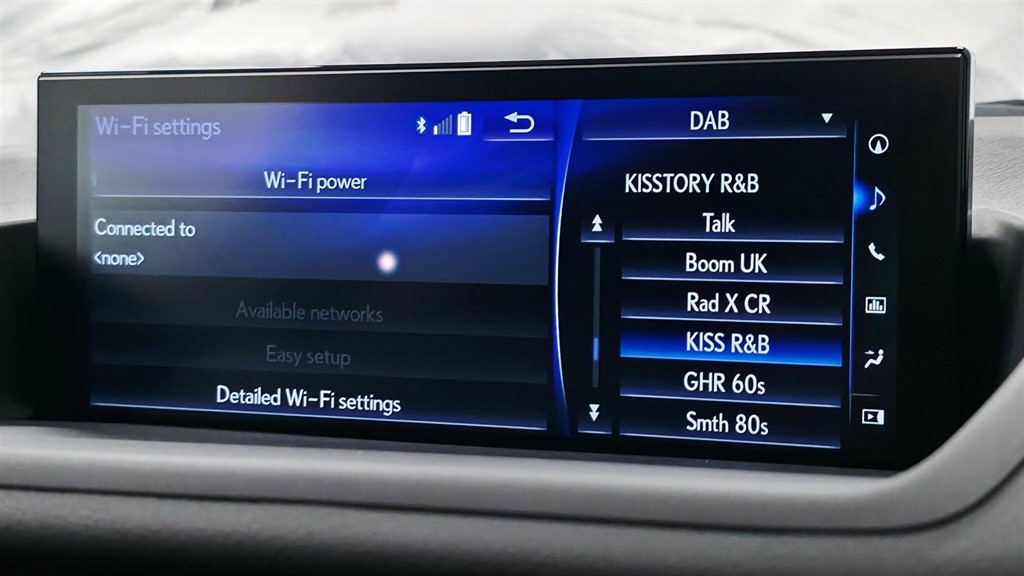 Wi-Fi settings
Wi-Fi power
Connected to
<none>
Available networks
Easy setup
Detailed Wi-Fi settings
DAB
KISSTORY R&B
Talk
Boom UK
Rad X CR
KISS R&B
GHR 60s
Smth 80s